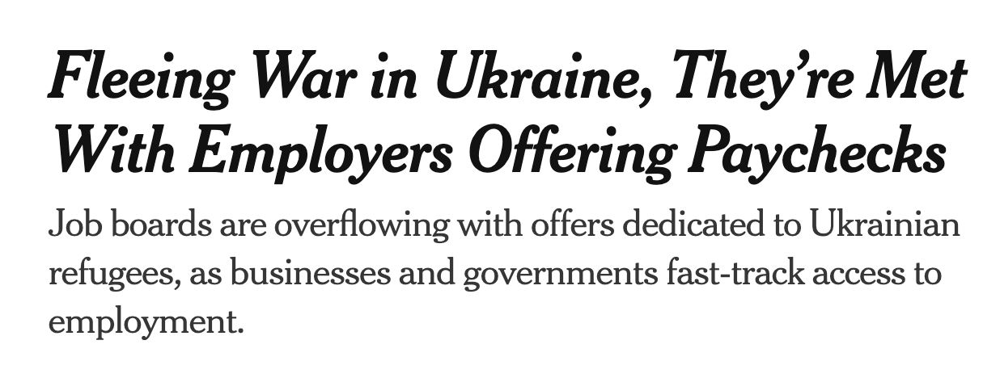 Fleeing War in Ukraine, They’re Met
With Employers Offering Paychecks
Job boards are overflowing with offers dedicated to Ukrainian
refugees, as businesses and governments fast-track access to
employment.